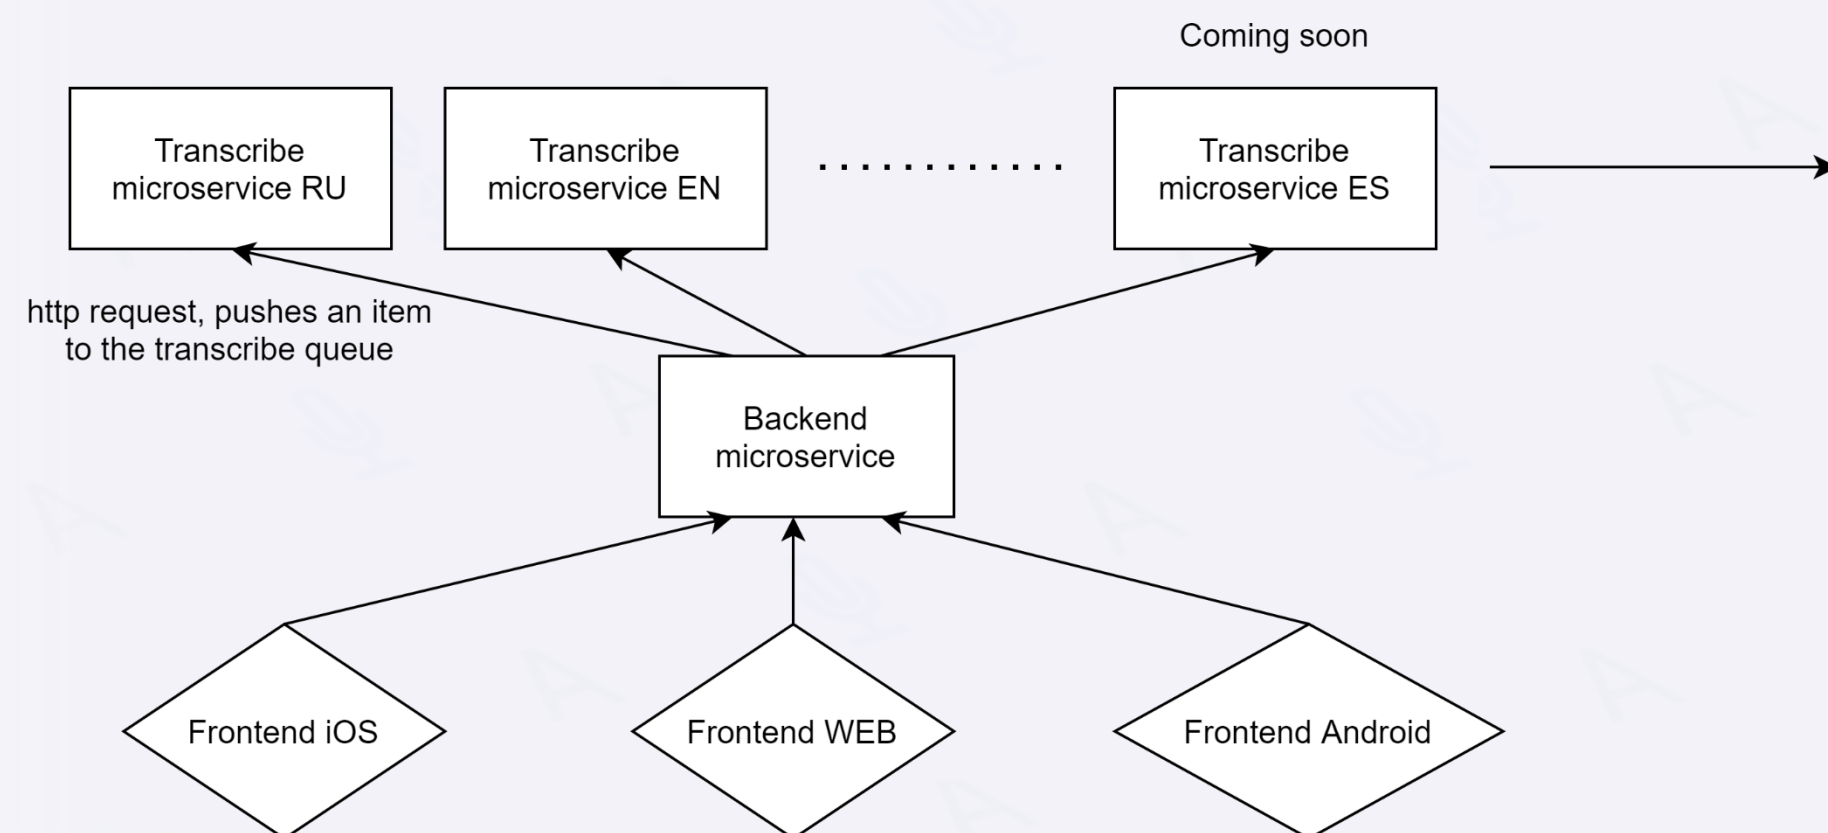 Coming soon
Transcribe
microservice RU
Transcribe
microservice EN
Transcribe
microservice ES
http request, pushes an item
to the transcribe queue
Backend
microservice
Frontend iOS
Frontend WEB
Frontend Android